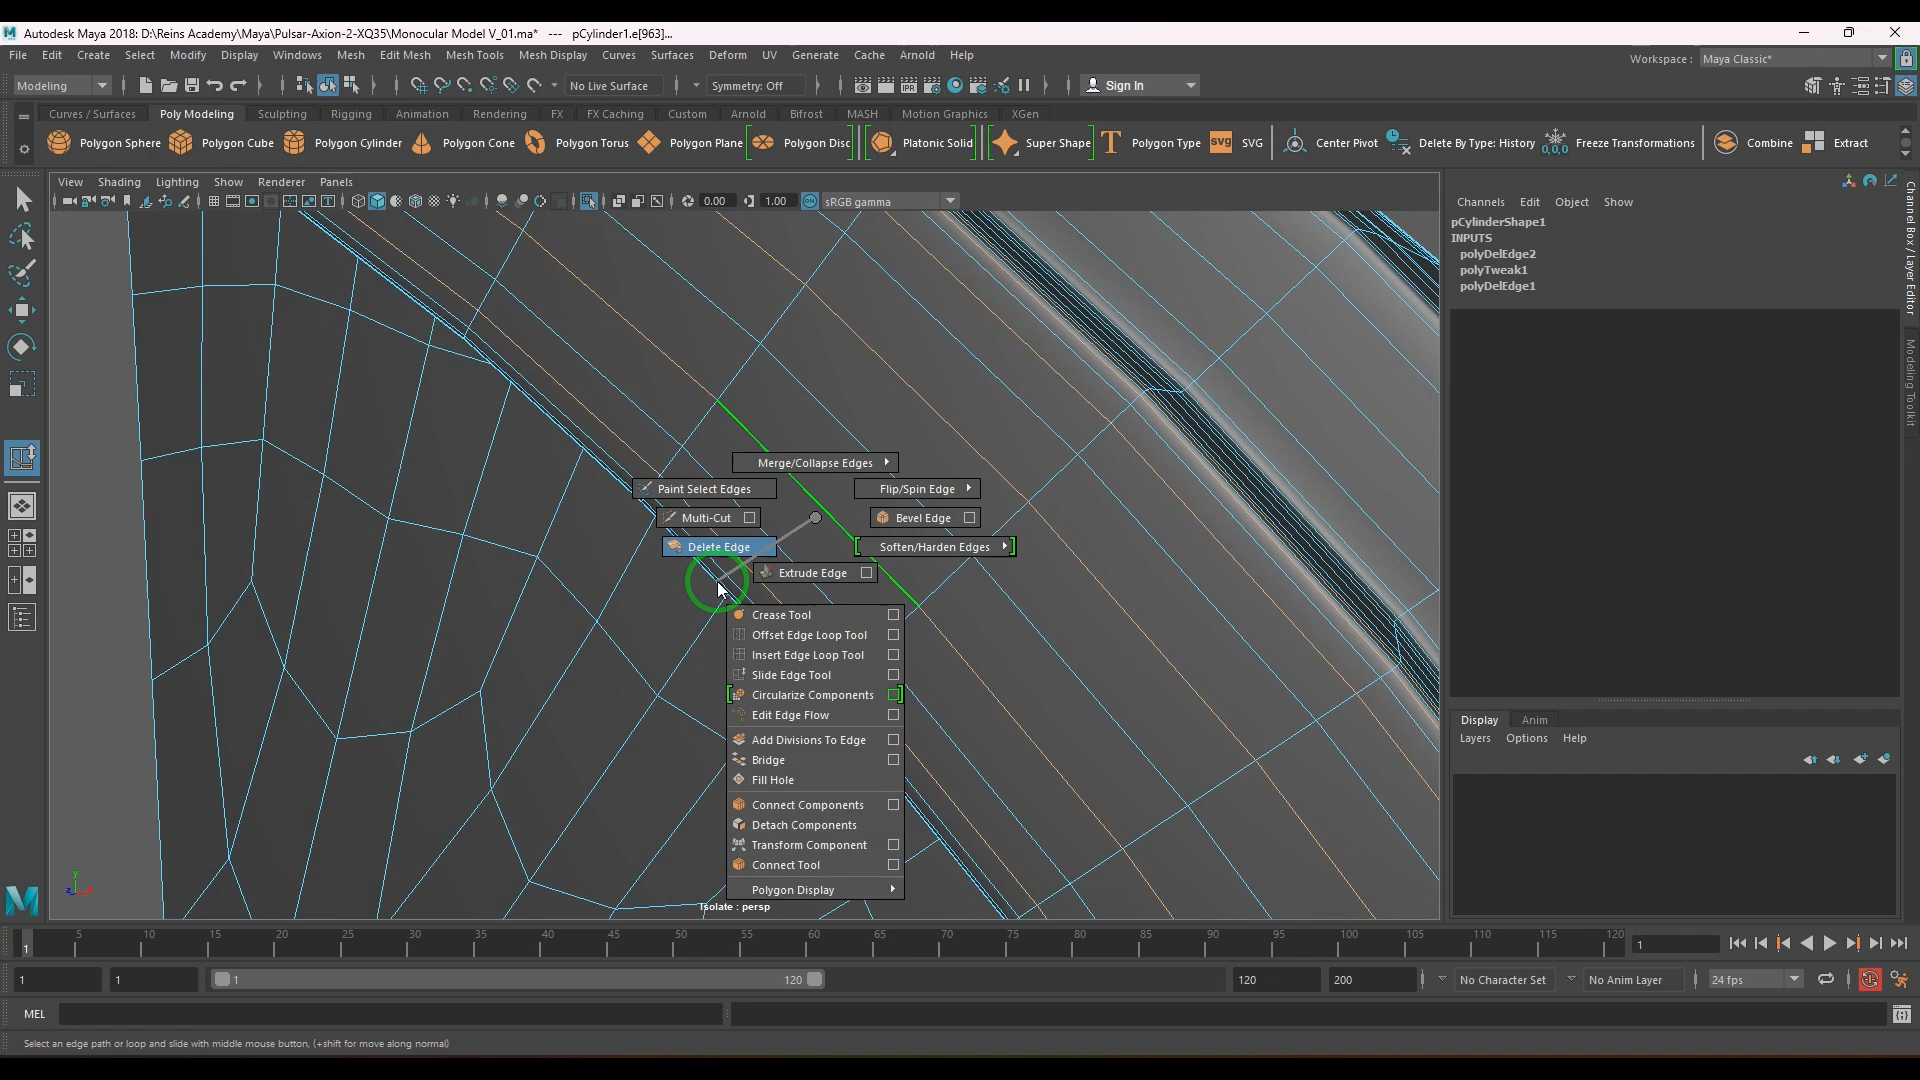 Autodesk Maya 2018: D:\Reins Academy\Maya\Pulsar-Axion-2-XQ35\Monocular Model V_01.ma* --- pCylinder1.e[963]...
File Edit Create Select Modify Display Windows Mesh Edit Mesh Mesh Tools Mesh Display Curves Surfaces Deform UV Generate Cache Arnold Help
Workspace : Maya Classic*
Modeling No Live Surface Symmetry: Off IPR Sign In
Curves / Surfaces Poly Modeling Sculpting Rigging Animation Rendering FX FX Caching Custom Arnold Bifrost MASH Motion Graphics XGen
Polygon Sphere Polygon Cube Polygon Cylinder Polygon Cone Polygon Torus Polygon Plane Polygon Disc Platonic Solid Super Shape Polygon Type SVG SVG Center Pivot Delete By Type: History 0,0,0 Freeze Transformations Combine Extract
View Shading Lighting Show Renderer Panels
0.00 1.00 ON sRGB gamma
Channels Edit Object Show
pCylinderShape1
INPUTS
polyDelEdge2
polyTweak1
polyDelEdge1
Channel Box / Layer Editor
Modeling Toolkit
Merge/Collapse Edges
Paint Select Edges Flip/Spin Edge
Multi-Cut Bevel Edge
Delete Edge Soften/Harden Edges
Extrude Edge
Crease Tool
Offset Edge Loop Tool
Insert Edge Loop Tool
Slide Edge Tool
Circularize Components
Edit Edge Flow
Add Divisions To Edge
Bridge
Fill Hole
Connect Components
Detach Components
Transform Component
Connect Tool
Polygon Display
Isolate : persp
y
z
Display Anim
Layers Options Help
1 5 10 15 20 25 30 35 40 45 50 55 60 65 70 75 80 85 90 95 100 105 110 115 120 1
1 1 1 120 120 200 No Character Set No Anim Layer 24 fps
MEL
Select an edge path or loop and slide with middle mouse button, (+shift for move along normal)